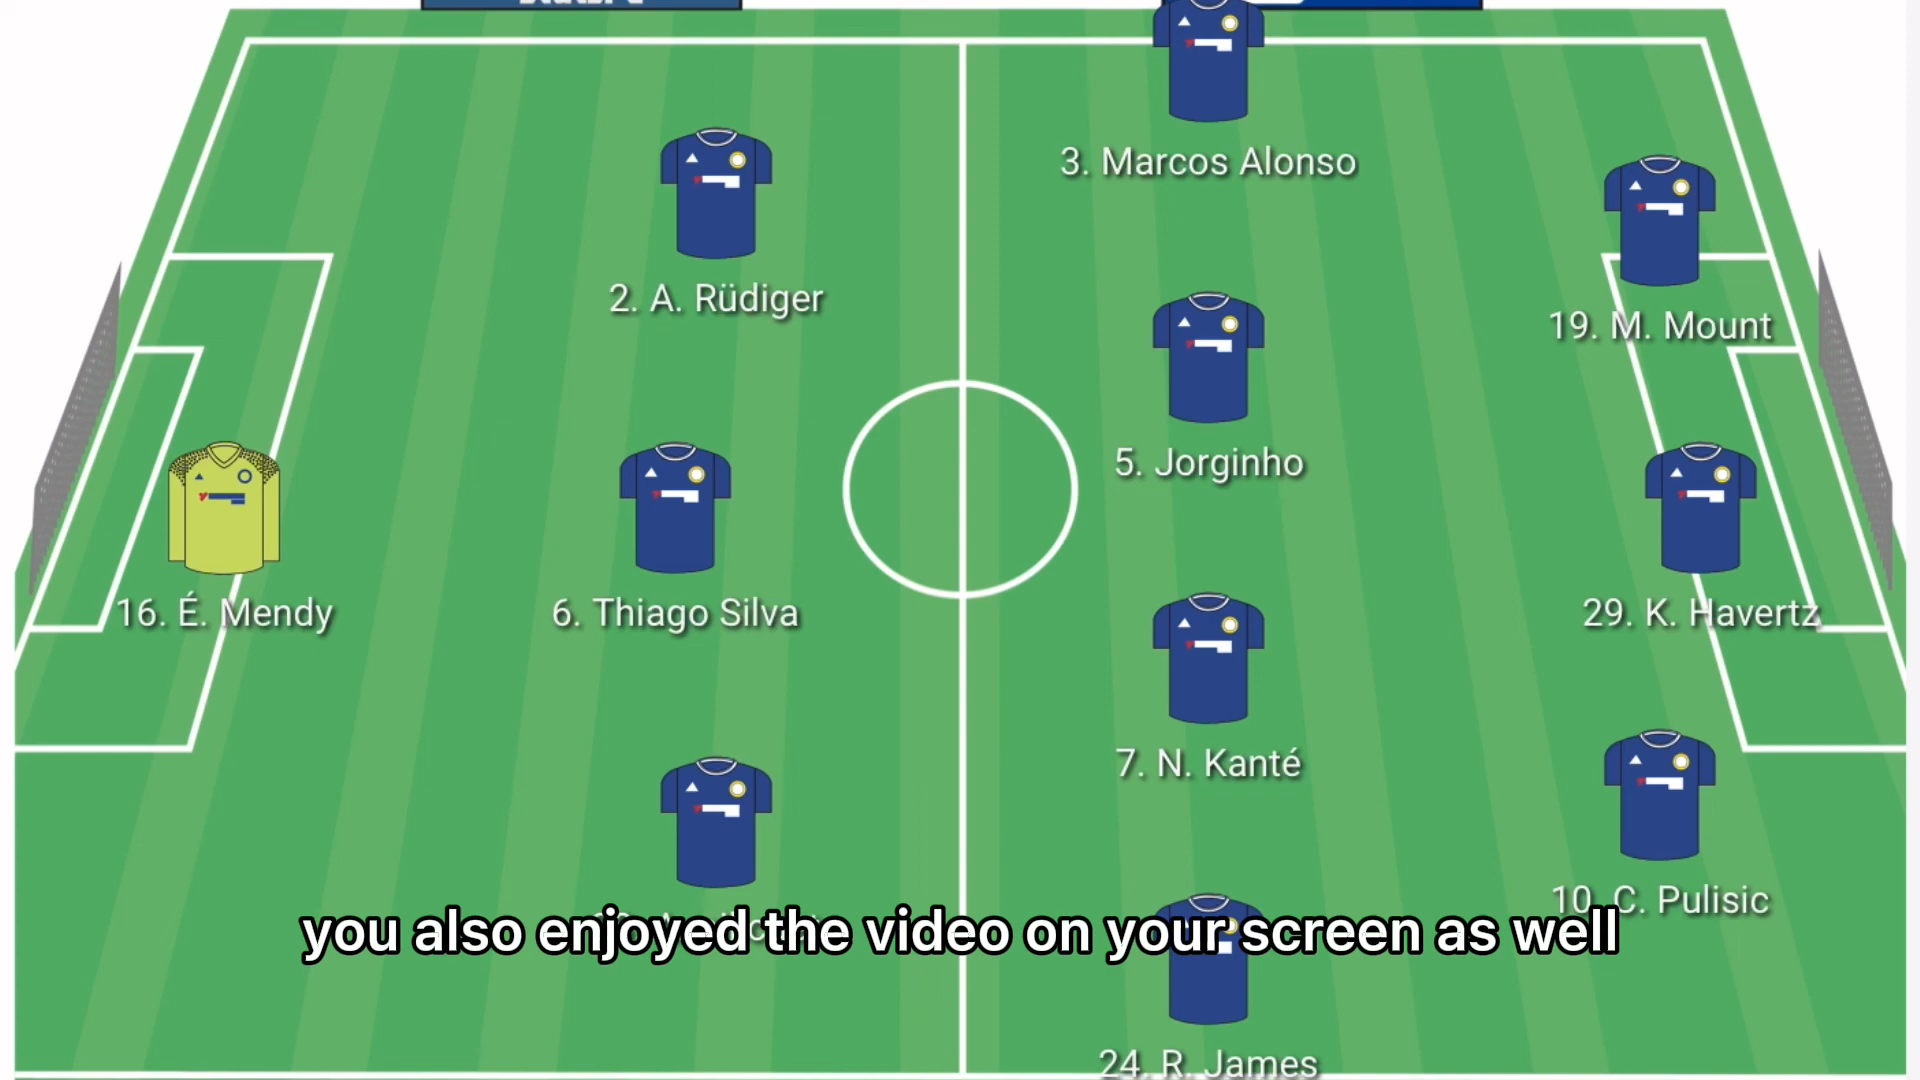 3. Marcos Alonso
2. A. Rüdiger
19. M. Mount
5. Jorginho
16. É. Mendy
6. Thiago Silva
29. K. Havertz
7. N. Kanté
10. C. Pulisic
you also enjoyed the video on your screen as well
24. R. James